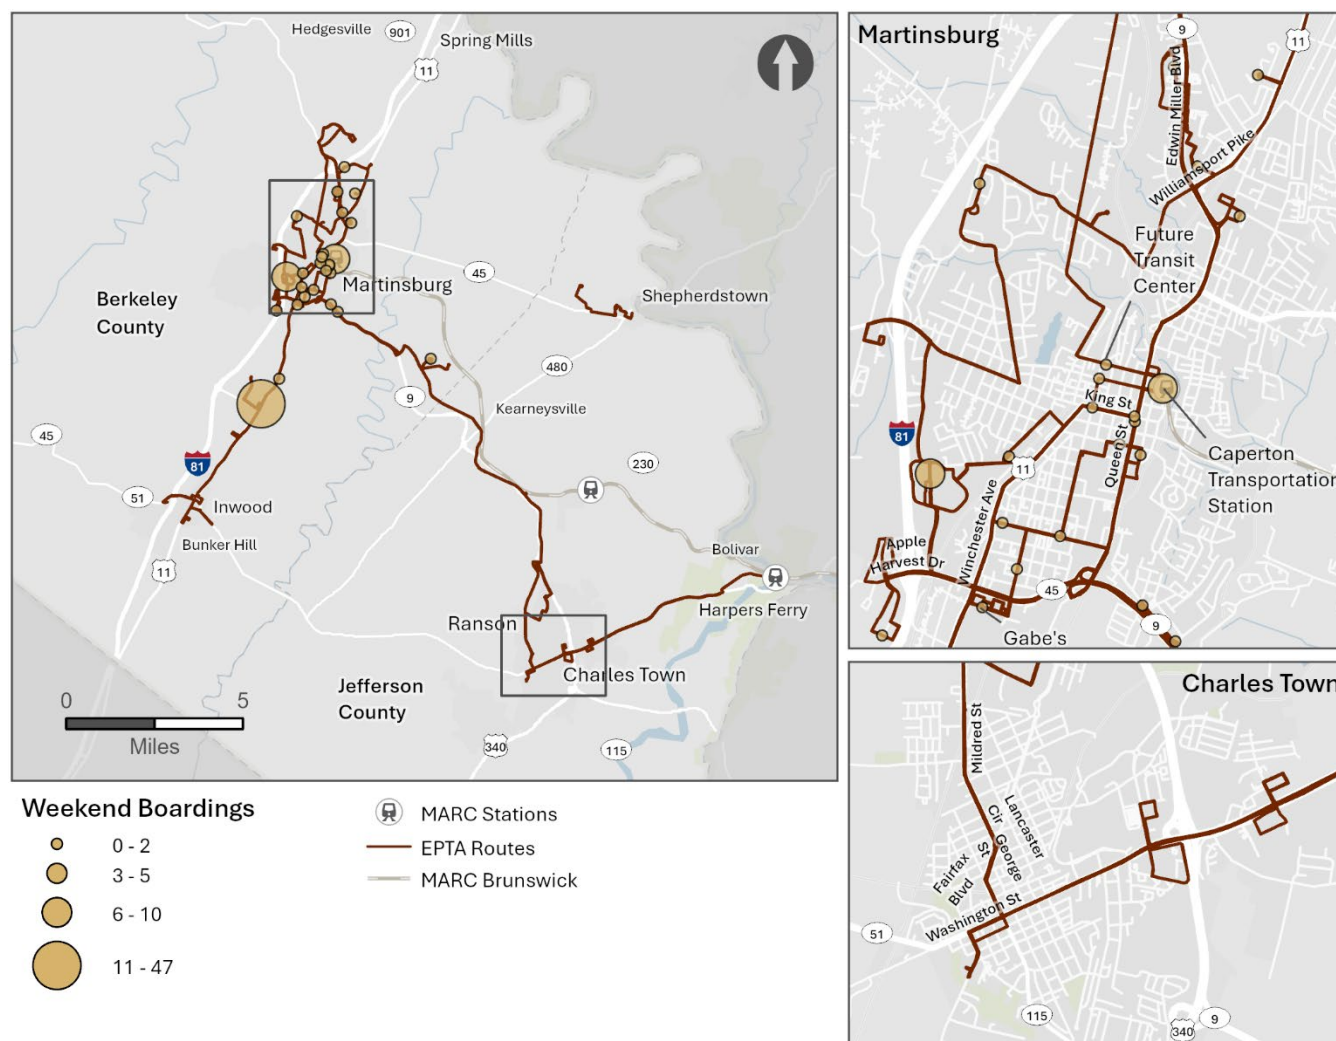 Hedgesville
901
Spring Mills
11
Berkeley
County
Martinsburg
45
Shepherdstown
480
9
Kearneysville
45
81
230
51
Inwood
Bunker Hill
11
Bolivar
Harpers Ferry
Ranson
Charles Town
Jefferson
County
0
5
Miles
340
115
Martinsburg
9
11
Edwin Miller Blvd
Williamsport Pike
Future
Transit
Center
King St
81
11
Queen St
Caperton
Transportation
Station
Winchester Ave
Apple
Harvest Dr
45
9
Gabe's
Charles Town
Mildred St
Lancaster
Cir
George
St
Fairfax
Blvd
Washington St
51
115
340
9
Weekend Boardings
0 - 2
3 - 5
6 - 10
11 - 47
MARC Stations
EPTA Routes
MARC Brunswick